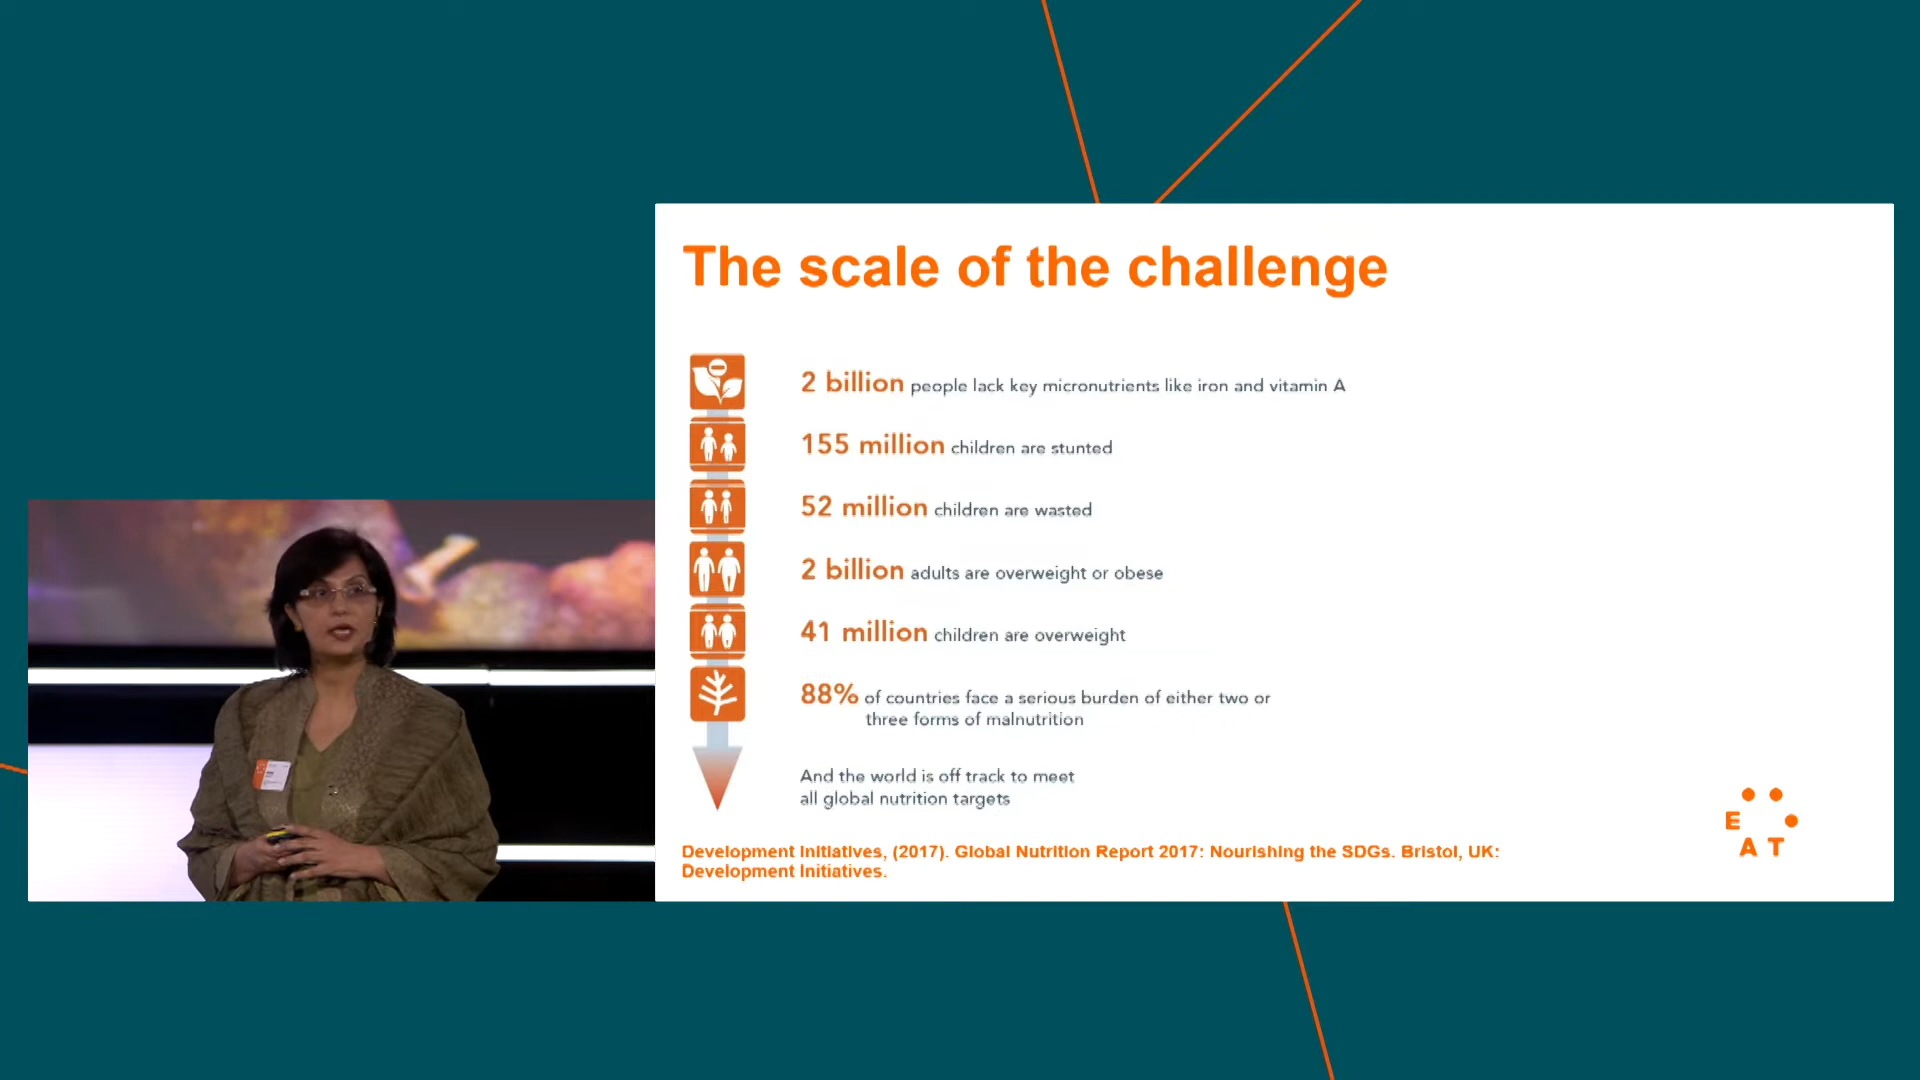 The scale of the challenge
2 billion people lack key micronutrients like iron and vitamin A
155 million children are stunted
52 million children are wasted
2 billion adults are overweight or obese
41 million children are overweight
88% of countries face a serious burden of either two or
three forms of malnutrition
And the world is off track to meet
all global nutrition targets
Development Initiatives, (2017). Global Nutrition Report 2017: Nourishing the SDGs. Bristol, UK:
Development Initiatives.
E
A T